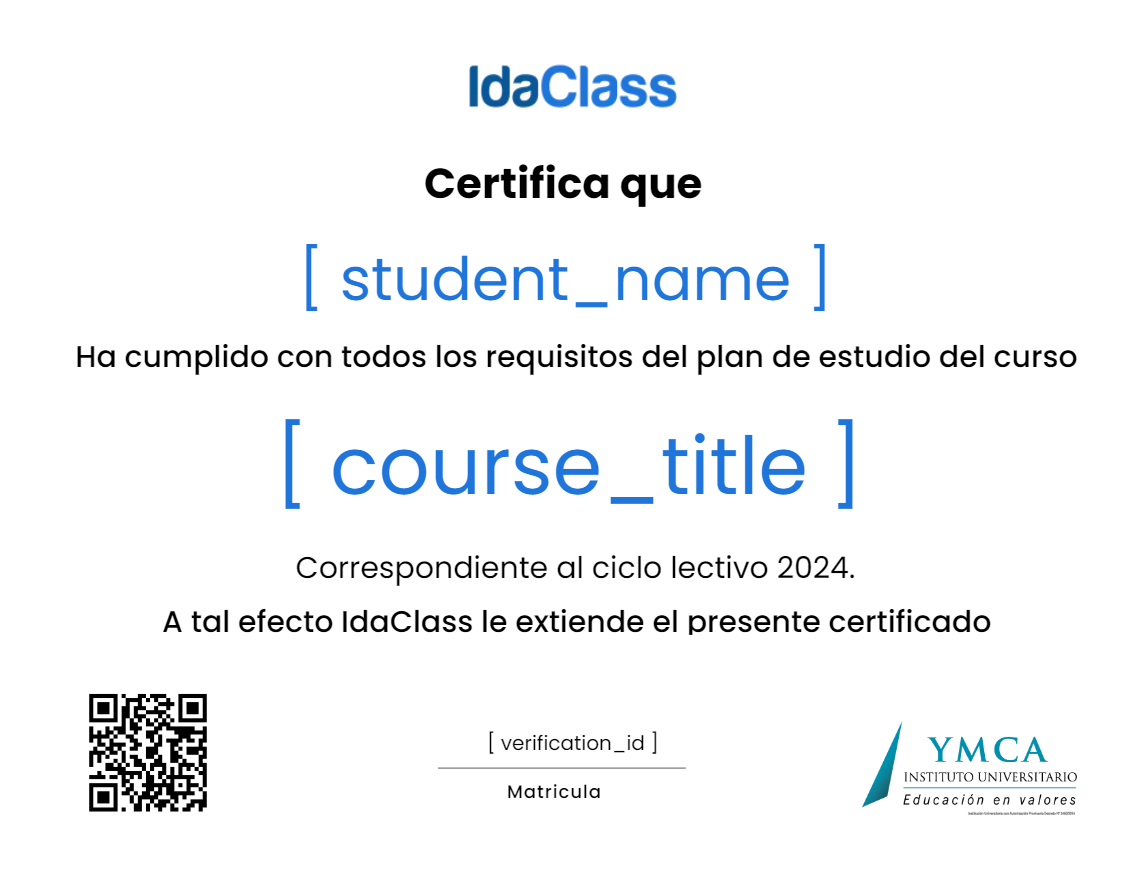 IdaClass
Certifica que
[ student_name ]
Ha cumplido con todos los requisitos del plan de estudio del curso
[ course_title ]
Correspondiente al ciclo lectivo 2024.
A tal efecto IdaClass le extiende el presente certificado
[ verification_id ]
Matricula
YMCA
INSTITUTO UNIVERSITARIO
Educación en valores